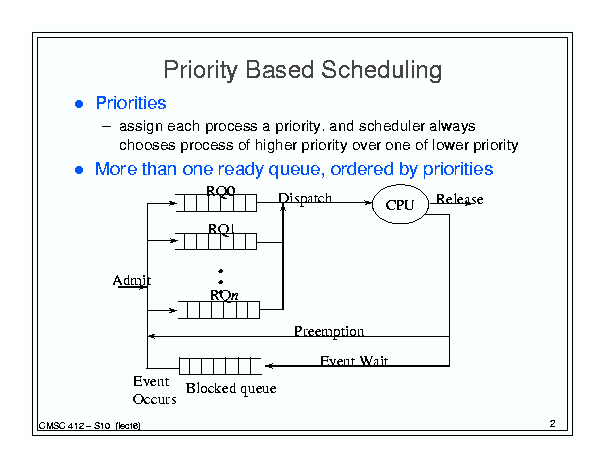 Priority Based Scheduling
● Priorities
– assign each process a priority. and scheduler always
chooses process of higher priority over one of lower priority
● More than one ready queue, ordered by priorities
RQ0
Dispatch
CPU
Release
RQ1
Admit
RQn
Preemption
Event Wait
Event
Occurs
Blocked queue
CMSC 412 – S10 (lect6)
2